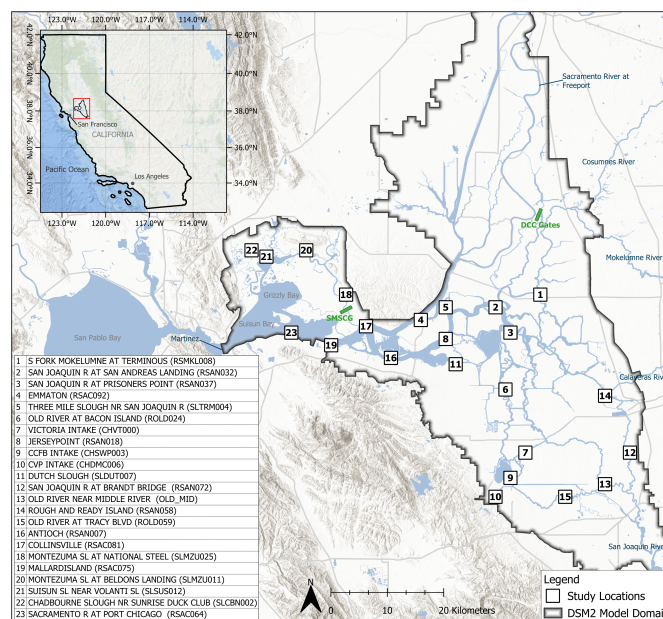 123.0°W 120.0°W 117.0°W 114.0°W
42.0°N 42.0°N
40.0°N 40.0°N
38.0°N 38.0°N
36.0°N 36.0°N
34.0°N 34.0°N
San Francisco
CALIFORNIA
Pacific Ocean
Los Angeles
123.0°W 120.0°W 117.0°W 114.0°W
Sacramento River at
Freeport
Cosumnes River
DCC Gates
Mokelumne River
22 21 20
Grizzly Bay
18
SMSCG
Suisun Bay
San Pablo Bay
Martinez
23 19 17 4 5 2 1
16 8 3
11
6
Calaveras Riv
14
7 12
9 13
10 15
San Joaquin Rive
1 S FORK MOKELUMNE AT TERMINOUS (RSMKL008)
2 SAN JOAQUIN R AT SAN ANDREAS LANDING (RSAN032)
3 SAN JOAQUIN R AT PRISONERS POINT (RSAN037)
4 EMMATON (RSAC092)
5 THREE MILE SLOUGH NR SAN JOAQUIN R (SLTRM004)
6 OLD RIVER AT BACON ISLAND (ROLD024)
7 VICTORIA INTAKE (CHVT000)
8 JERSEYPOINT (RSAN018)
9 CCFB INTAKE (CHSWP003)
10 CVP INTAKE (CHDMC006)
11 DUTCH SLOUGH (SLDUT007)
12 SAN JOAQUIN R AT BRANDT BRIDGE (RSAN072)
13 OLD RIVER NEAR MIDDLE RIVER (OLD_MID)
14 ROUGH AND READY ISLAND (RSAN058)
15 OLD RIVER AT TRACY BLVD (ROLD059)
16 ANTIOCH (RSAN007)
17 COLLINSVILLE (RSAC081)
18 MONTEZUMA SL AT NATIONAL STEEL (SLMZU025)
19 MALLARDISLAND (RSAC075)
20 MONTEZUMA SL AT BELDONS LANDING (SLMZU011)
21 SUISUN SL NEAR VOLANTI SL (SLSUS012)
22 CHADBOURNE SLOUGH NR SUNRISE DUCK CLUB (SLCBN002)
23 SACRAMENTO R AT PORT CHICAGO (RSAC064)
N
0 10 20 Kilometers
Legend
Study Locations
DSM2 Model Domai